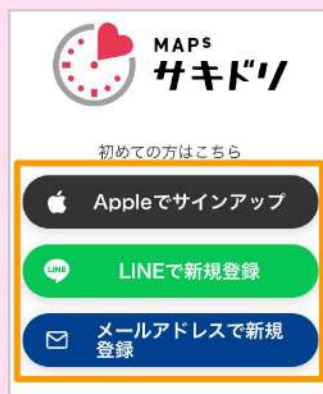 MAPs
サキドリ
初めての方はこちら
Appleでサインアップ
LINE
LINEで新規登録
メールアドレスで新規
登録